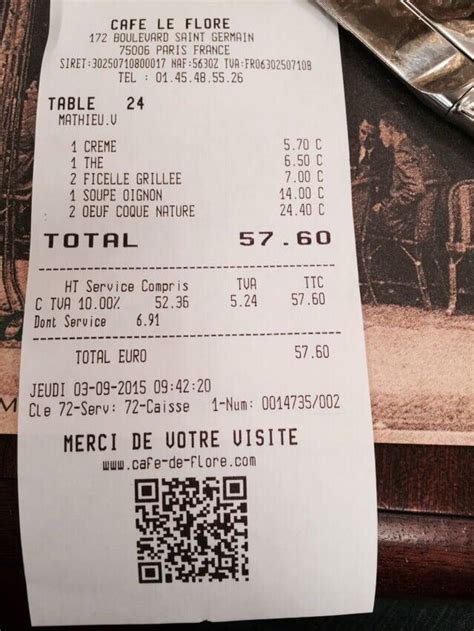 CAFE LE FLORE
172 BOULEVARD SAINT GERMAIN
75006 PARIS FRANCE
SIRET:30250710800017 NAF:5630Z TVA:FR06302507108
TEL : 01.45.48.55.26
TABLE 24
MATHIEU.V
1 CREME 5.70 C
1 THE 6.50 C
2 FICELLE GRILLEE 7.00 C
1 SOUPE OIGNON 14.00 C
2 OEUF COQUE NATURE 24.40 C
TOTAL 57.60
HT Service Compris TVA TTC
C TVA 10.00% 52.36 5.24 57.60
Dont Service 6.91
TOTAL EURO 57.60
JEUDI 03-09-2015 09:42:20
Cle 72-Serv: 72-Caisse 1-Num: 0014735/002
MERCI DE VOTRE VISITE
www.cafe-de-flore.com